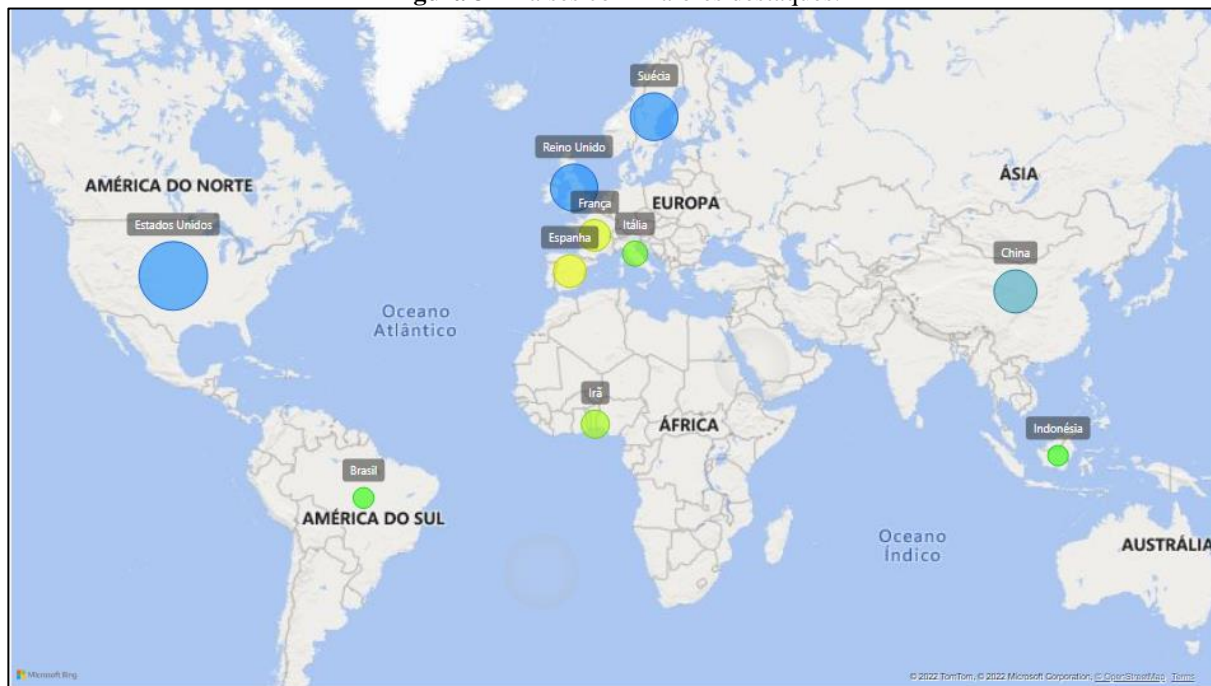 Suécia
Reino Unido
AMÉRICA DO NORTE
ÁSIA
EUROPA
França
Estados Unidos
Itália
Espanha
China
Oceano
Atlântico
Irã
ÁFRICA
Indonésia
Brasil
AMÉRICA DO SUL
Oceano
Índico
AUSTRÁLIA
Microsoft Bing
© 2022 TomTom, © 2022 Microsoft Corporation, © OpenStreetMap Terms